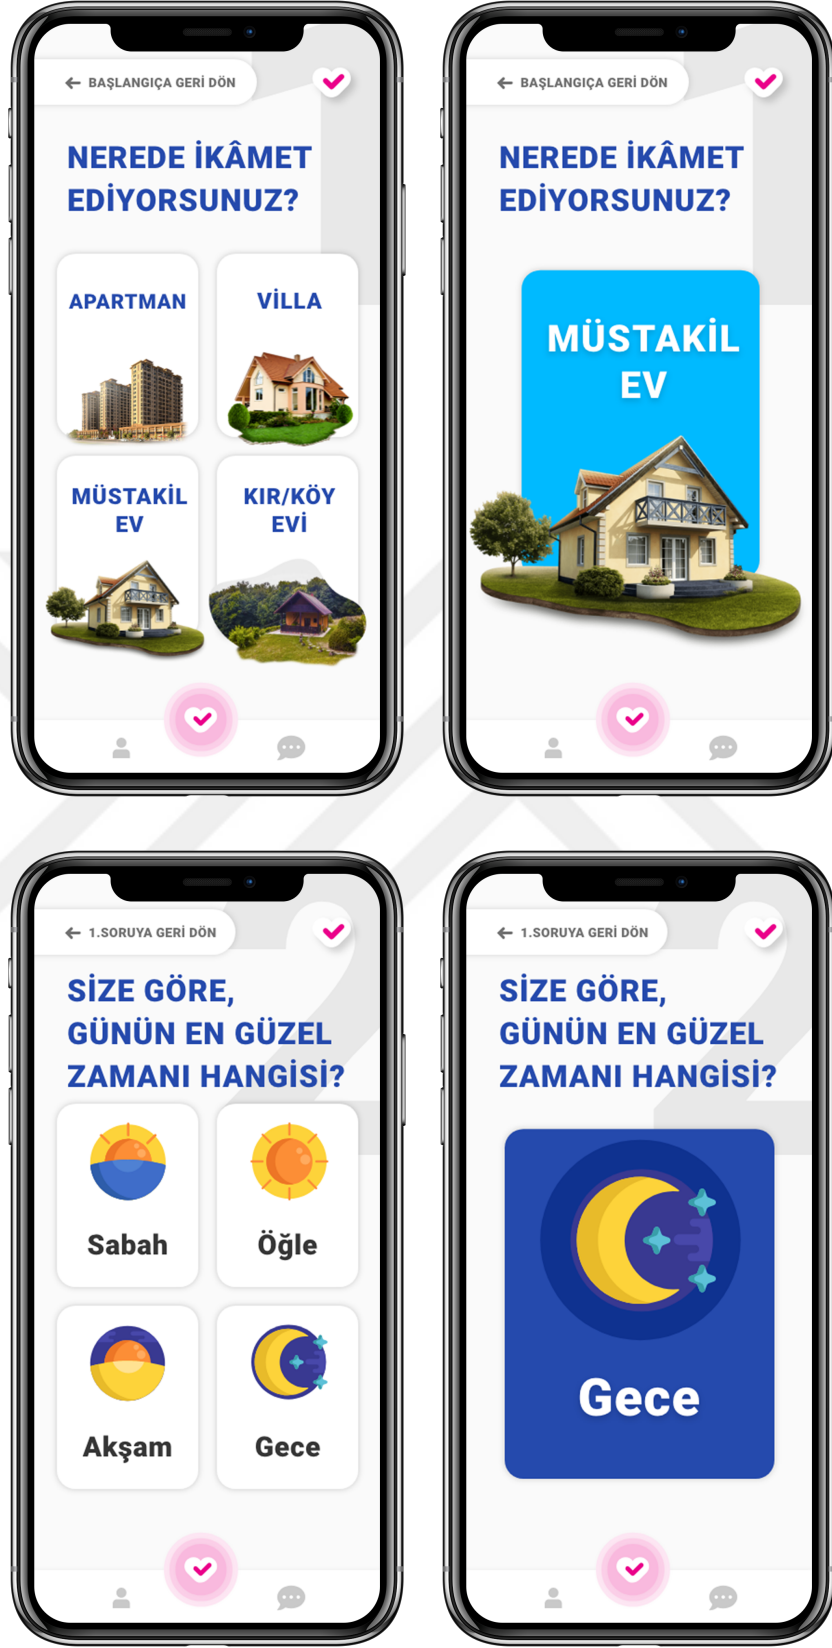 ← BAŞLANGIÇA GERİ DÖN
NEREDE İKÂMET
EDİYORSUNUZ?
APARTMAN
VİLLA
MÜSTAKİL
EV
KIR/KÖY
EVİ
← BAŞLANGIÇA GERİ DÖN
NEREDE İKÂMET
EDİYORSUNUZ?
MÜSTAKİL
EV
← 1.SORUYA GERİ DÖN
2
SİZE GÖRE,
GÜNÜN EN GÜZEL
ZAMANI HANGİSİ?
Sabah
Öğle
Akşam
Gece
← 1.SORUYA GERİ DÖN
2
SİZE GÖRE,
GÜNÜN EN GÜZEL
ZAMANI HANGİSİ?
Gece